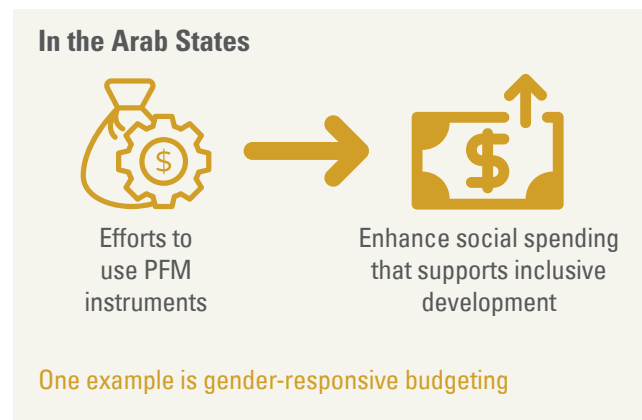 In the Arab States
$
$
Efforts to
use PFM
instruments
Enhance social spending
that supports inclusive
development
One example is gender-responsive budgeting